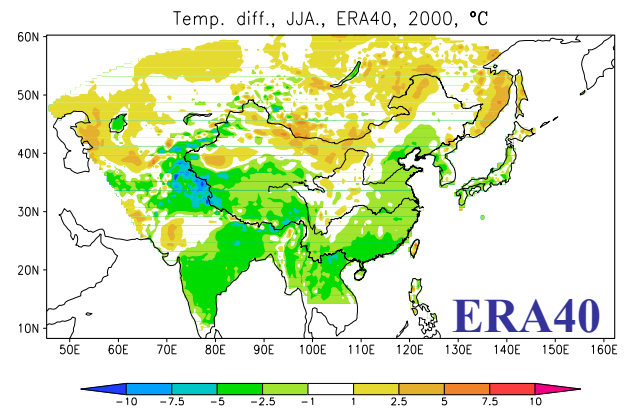 Temp. diff., JJA., ERA40, 2000, °C
60N
50N
40N
30N
20N
10N
ERA40
50E 60E 70E 80E 90E 100E 110E 120E 130E 140E 150E 160E
-10 -7.5 -5 -2.5 -1 1 2.5 5 7.5 10